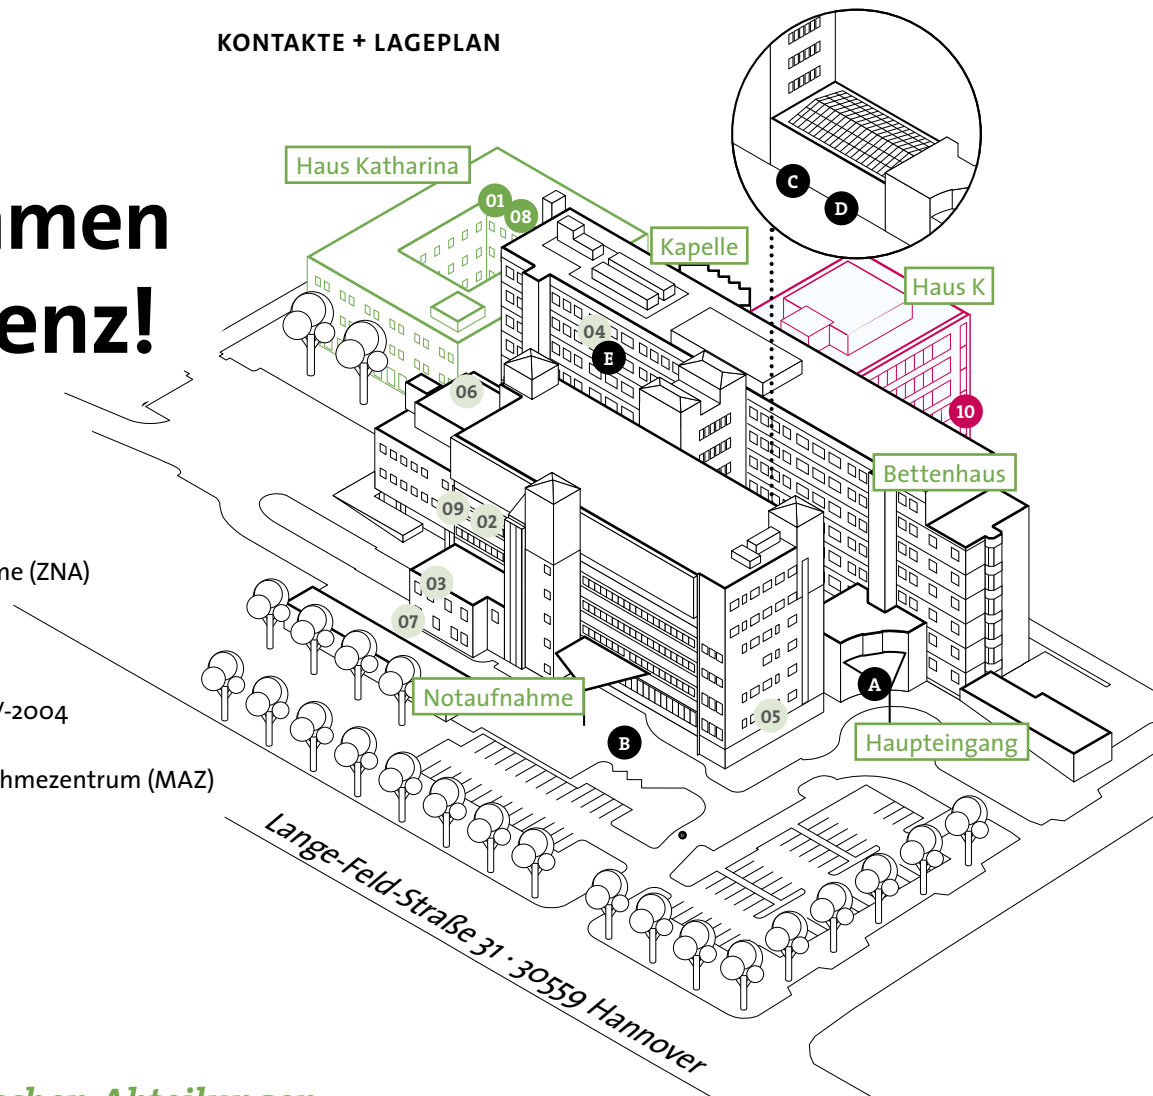 KONTAKTE + LAGEPLAN
C
D
Haus Katharina
01
08
Kapelle
Haus K
enz!
04
E
06
10
Bettenhaus
09
02
me (ZNA)
03
07
A
Notaufnahme
/-2004
05
B
Haupteingang
hmezentrum (MAZ)
Lange-Feld-Straße 31 · 30559 Hannover